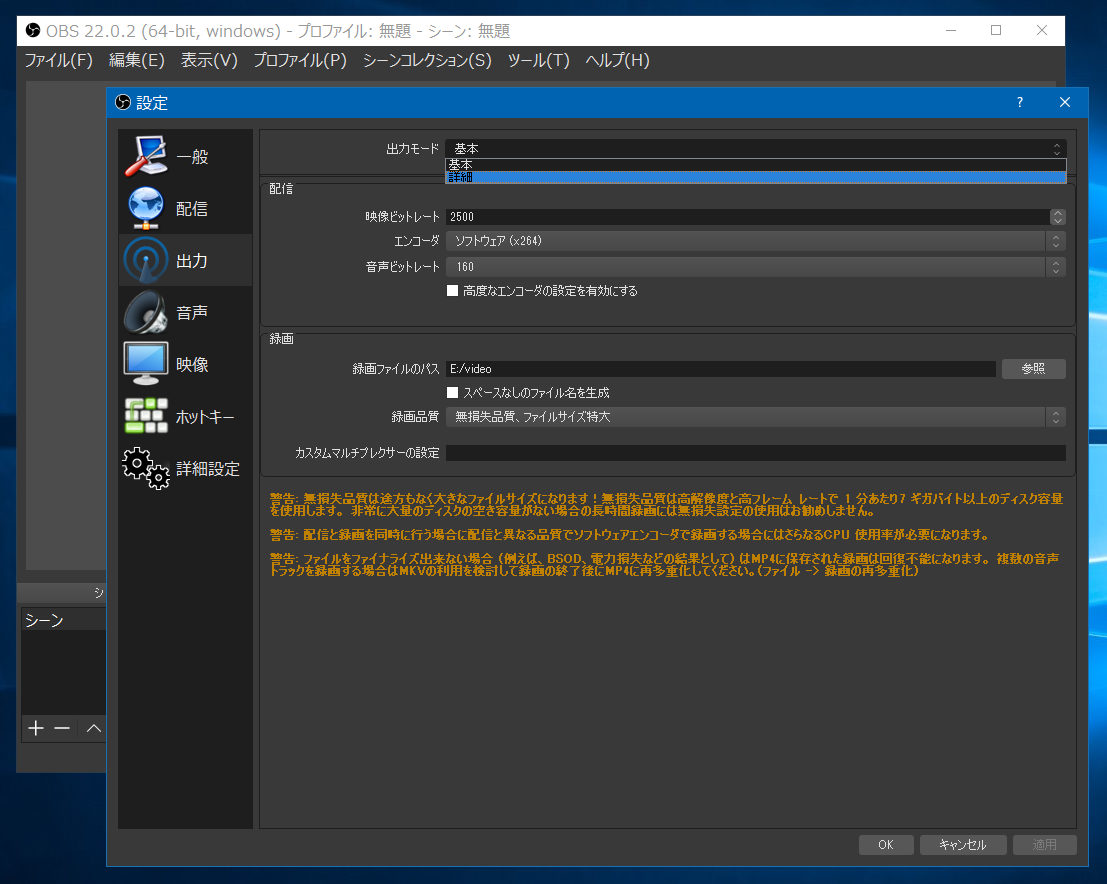 OBS 22.0.2 (64-bit, windows) - プロファイル: 無題 - シーン: 無題
ファイル(F) 編集(E) 表示(V) プロファイル(P) シーンコレクション(S) ツール(T) ヘルプ(H)
設定
?
一般
配信
出力
音声
映像
ホットキー
詳細設定
出力モード 基本
基本
詳細
配信
映像ビットレート 2500
エンコーダ ソフトウェア (x264)
音声ビットレート 160
高度なエンコーダの設定を有効にする
録画
録画ファイルのパス E:/video 参照
スペースなしのファイル名を生成
録画品質 無損失品質、ファイルサイズ特大
カスタムマルチプレクサーの設定
警告: 無損失品質は途方もなく大きなファイルサイズになります！無損失品質は高解像度と高フレーム レートで 1 分あたり7 ギガバイト以上のディスク容量
を使用します。 非常に大量のディスクの空き容量がない場合の長時間録画には無損失設定の使用はお勧めしません。
警告: 配信と録画を同時に行う場合に配信と異なる品質でソフトウェアエンコーダで録画する場合にはさらなるCPU 使用率が必要になります。
警告: ファイルをファイナライズ出来ない場合 (例えば、BSOD、電力損失などの結果として) はMP4に保存された録画は回復不能になります。 複数の音声
トラックを録画する場合はMKVの利用を検討して録画の終了後にMP4に再多重化してください。(ファイル -> 録画の再多重化)
シ
シーン
OK キャンセル 適用